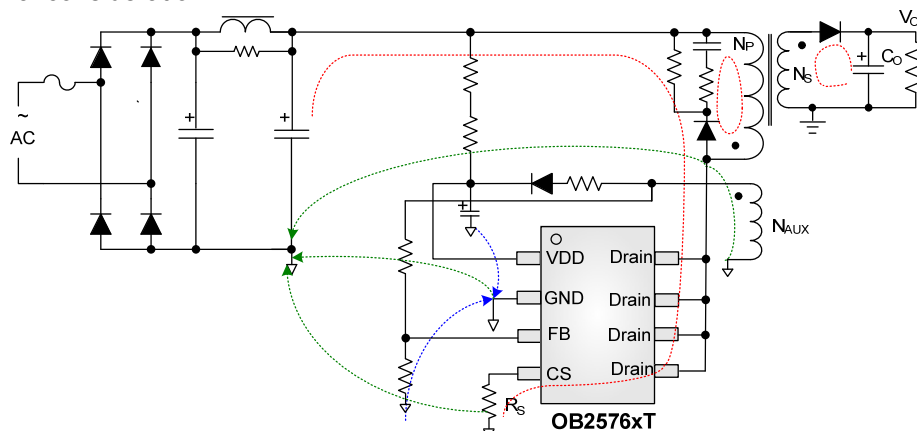 ~
AC
N_P
N_S
V_O
C_O
N_AUX
VDD
Drain
GND
Drain
FB
Drain
CS
Drain
R_S
OB2576xT